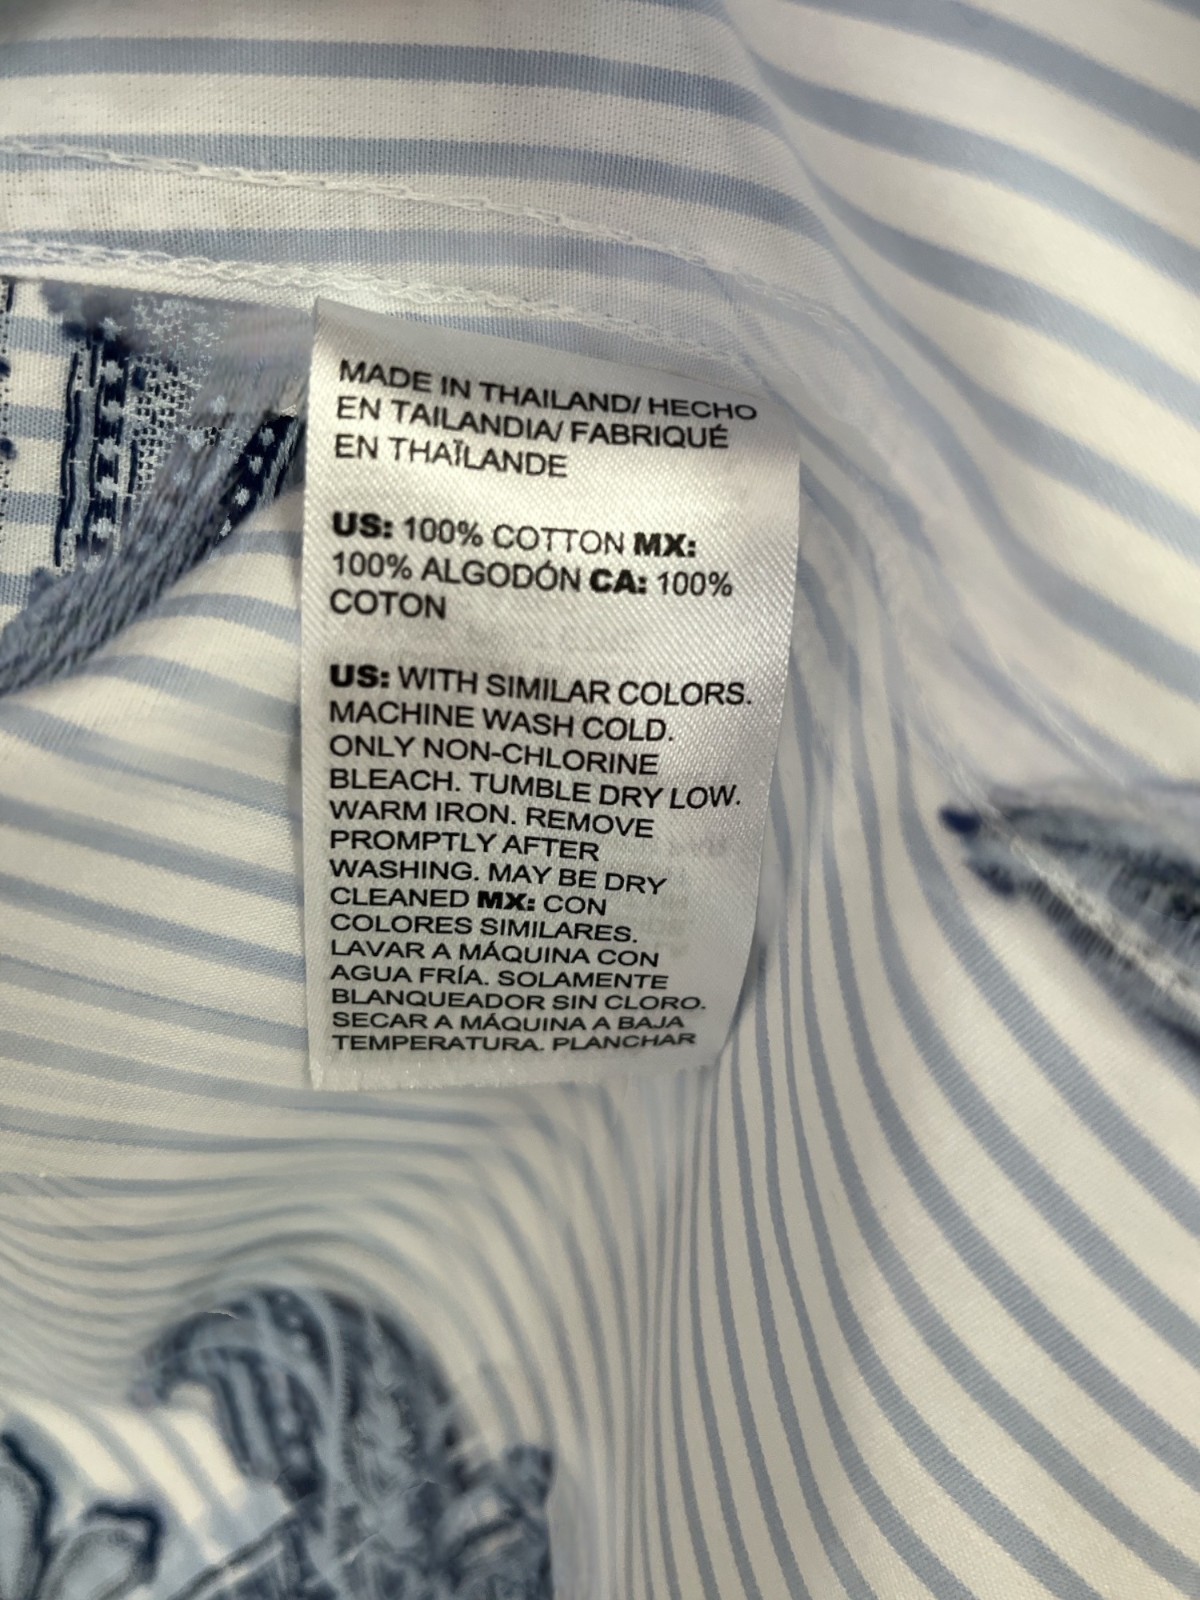 MADE IN THAILAND/ HECHO
EN TAILANDIA/ FABRIQUÉ
EN THAÏLANDE
US: 100% COTTON MX:
100% ALGODÓN CA: 100%
COTON
US: WITH SIMILAR COLORS.
MACHINE WASH COLD.
ONLY NON-CHLORINE
BLEACH. TUMBLE DRY LOW.
WARM IRON. REMOVE
PROMPTLY AFTER
WASHING. MAY BE DRY
CLEANED MX: CON
COLORES SIMILARES.
LAVAR A MÁQUINA CON
AGUA FRÍA. SOLAMENTE
BLANQUEADOR SIN CLORO.
SECAR A MÁQUINA A BAJA
TEMPERATURA. PLANCHAR